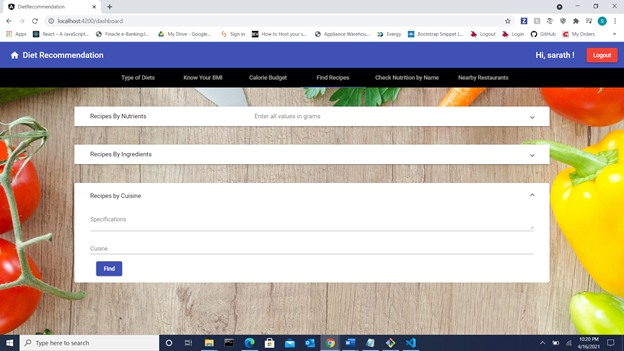 DietRecommendation
localhost:4200/dashboard
Apps React – A JavaScript... Finacle e-Banking:I... My Drive - Google... Sign in How to Host your s... Appliance Warehou... Evergy Bootstrap Snippet |... Logout Login GitHub My Orders
Diet Recommendation Hi, sarath ! Logout
Type of Diets Know Your BMI Calorie Budget Find Recipes Check Nutrition by Name Nearby Restaurants
Recipes By Nutrients Enter all values in grams
Recipes By Ingredients
Recipes by Cuisine
Specifications
Cusine
Find
Type here to search
10:20 PM
4/16/2021